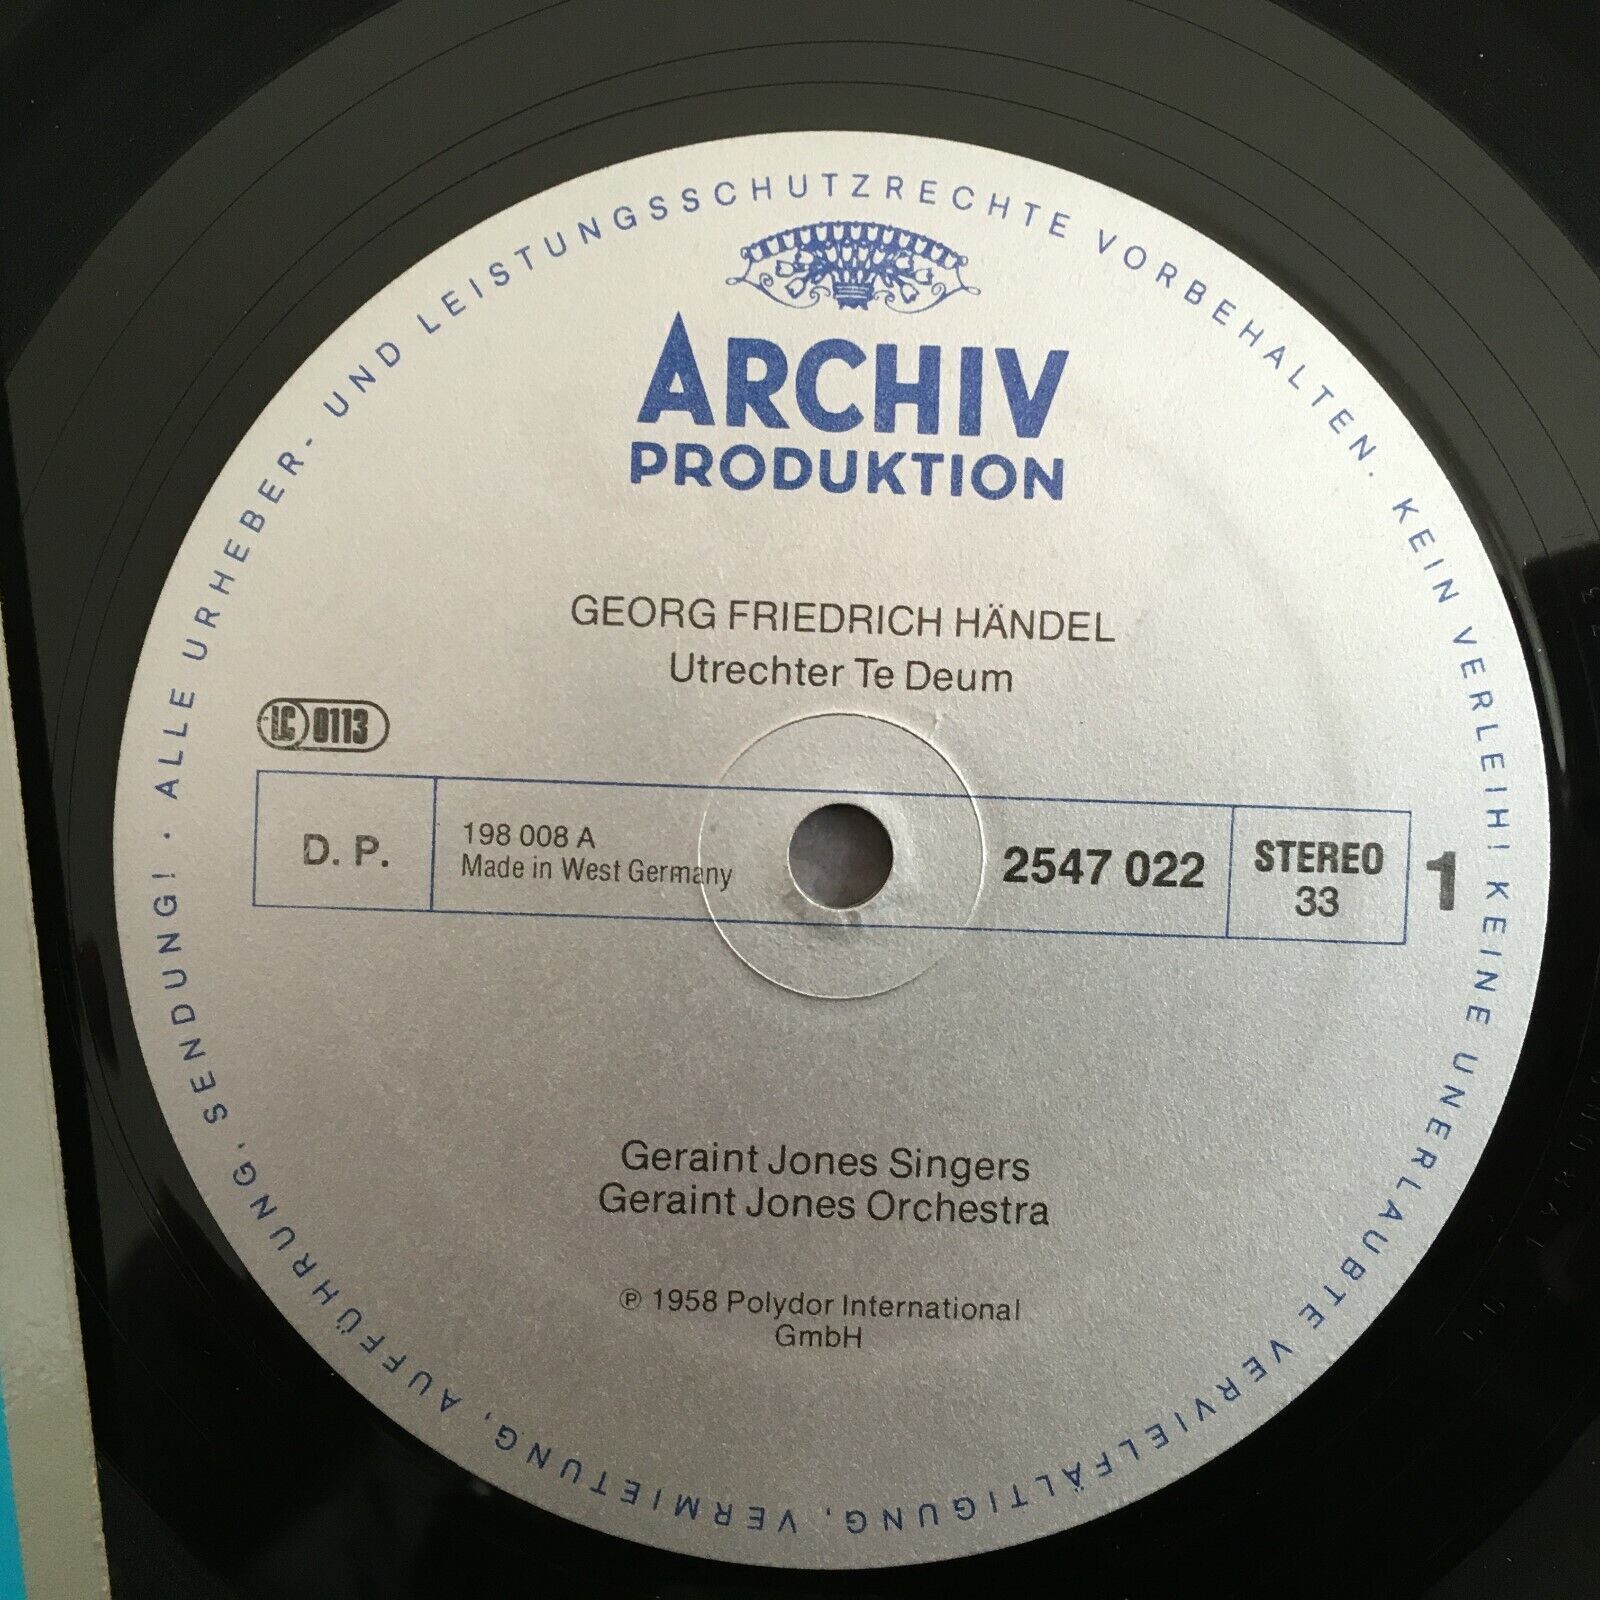 ALLE URHEBER- UND LEISTUNGSSCHUTZRECHTE VORBEHALTEN. KEIN VERLEIH! KEINE UNERLAUBTE VERVIELFÄLTIGUNG, VERMIETUNG, AUFFÜHRUNG, SENDUNG! ·
ARCHIV
PRODUKTION
GEORG FRIEDRICH HÄNDEL
Utrechter Te Deum
LC 0113
D. P.
198 008 A
Made in West Germany
2547 022
STEREO
33
1
Geraint Jones Singers
Geraint Jones Orchestra
℗ 1958 Polydor International
GmbH